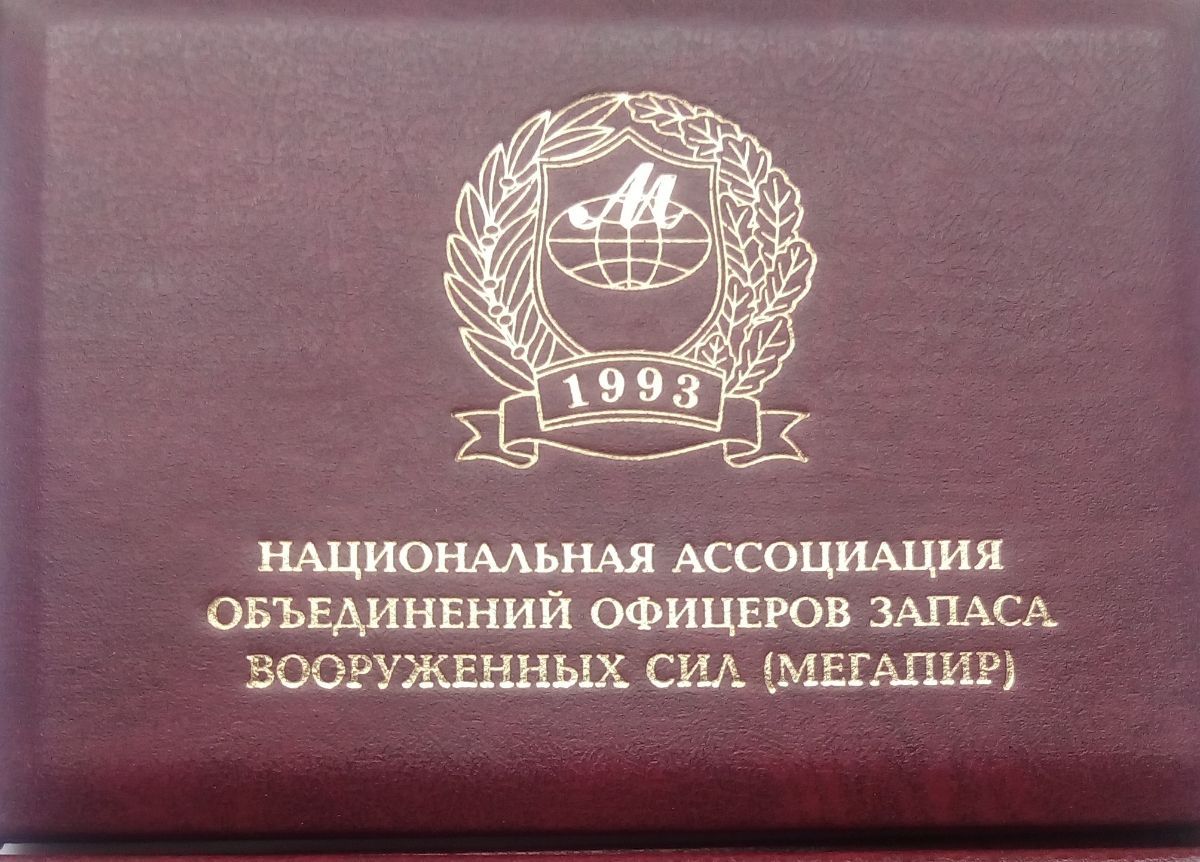 М
1993
НАЦИОНАЛЬНАЯ АССОЦИАЦИЯ
ОБЪЕДИНЕНИЙ ОФИЦЕРОВ ЗАПАСА
ВООРУЖЕННЫХ СИЛ (МЕГАПИР)